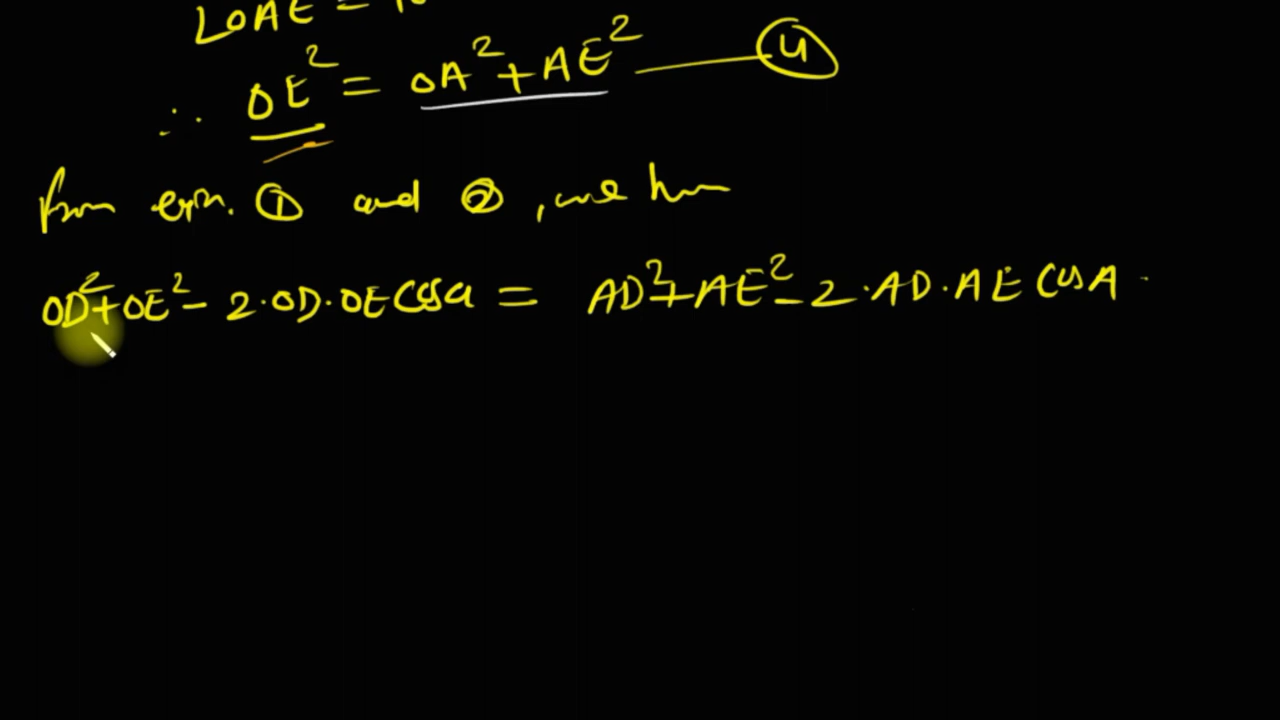 ∠OAE =
∴ OE² = OA² + AE² —— ④
from eqn. ① and ②, we have
OD² + OE² - 2·OD·OE Cos a = AD² + AE² - 2·AD·AE Cos A